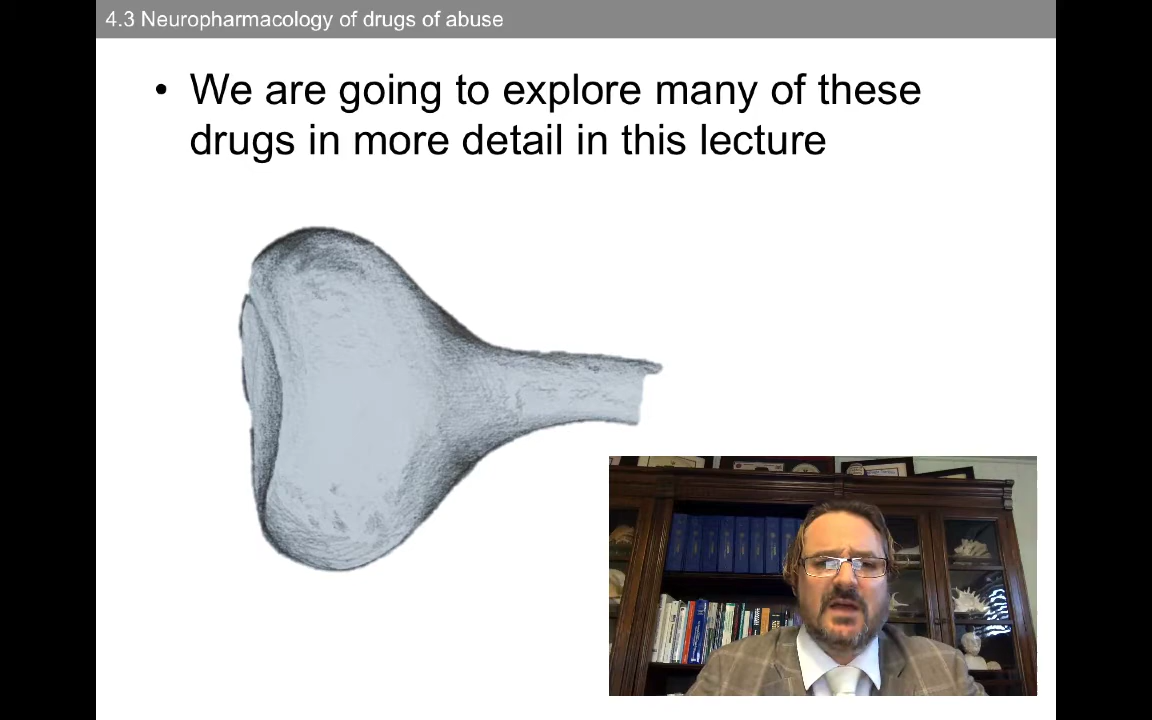 4.3 Neuropharmacology of drugs of abuse
• We are going to explore many of these
drugs in more detail in this lecture